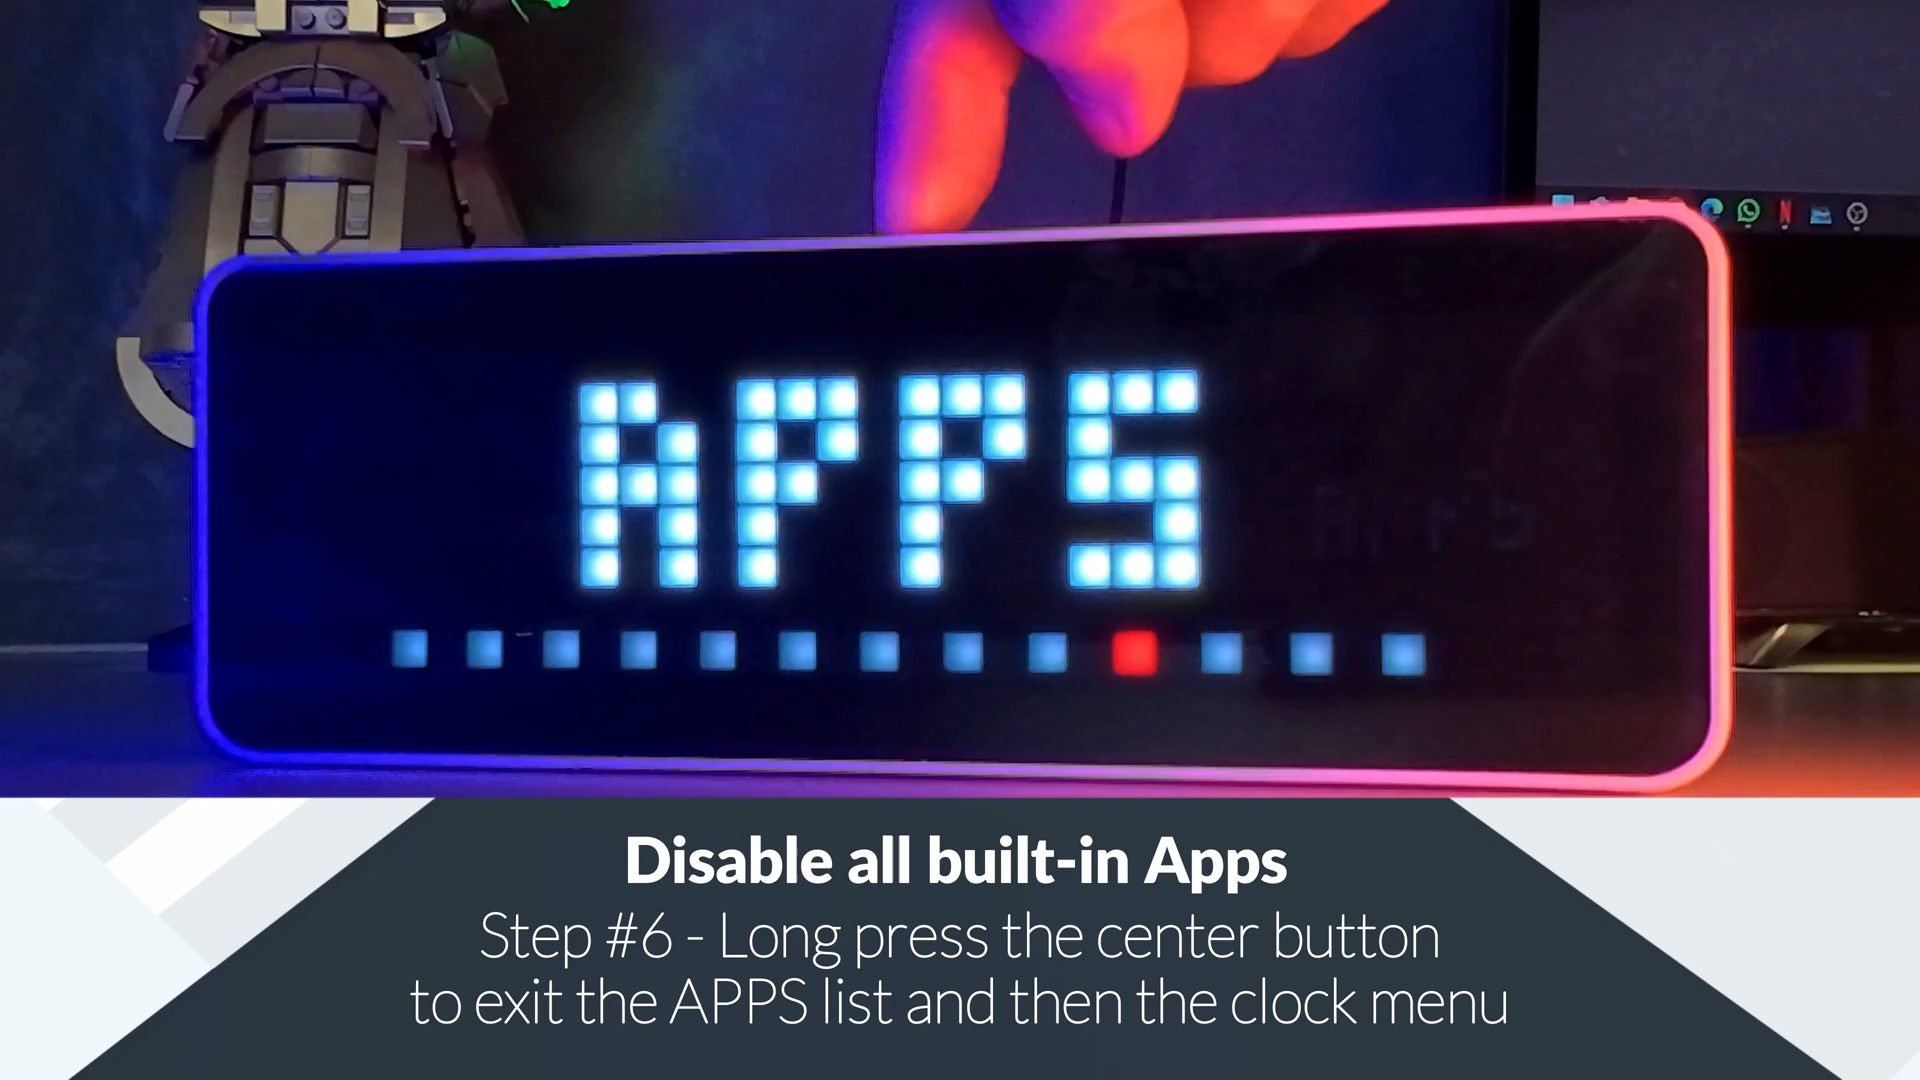 APPS
Disable all built-in Apps
Step #6 - Long press the center button
to exit the APPS list and then the clock menu